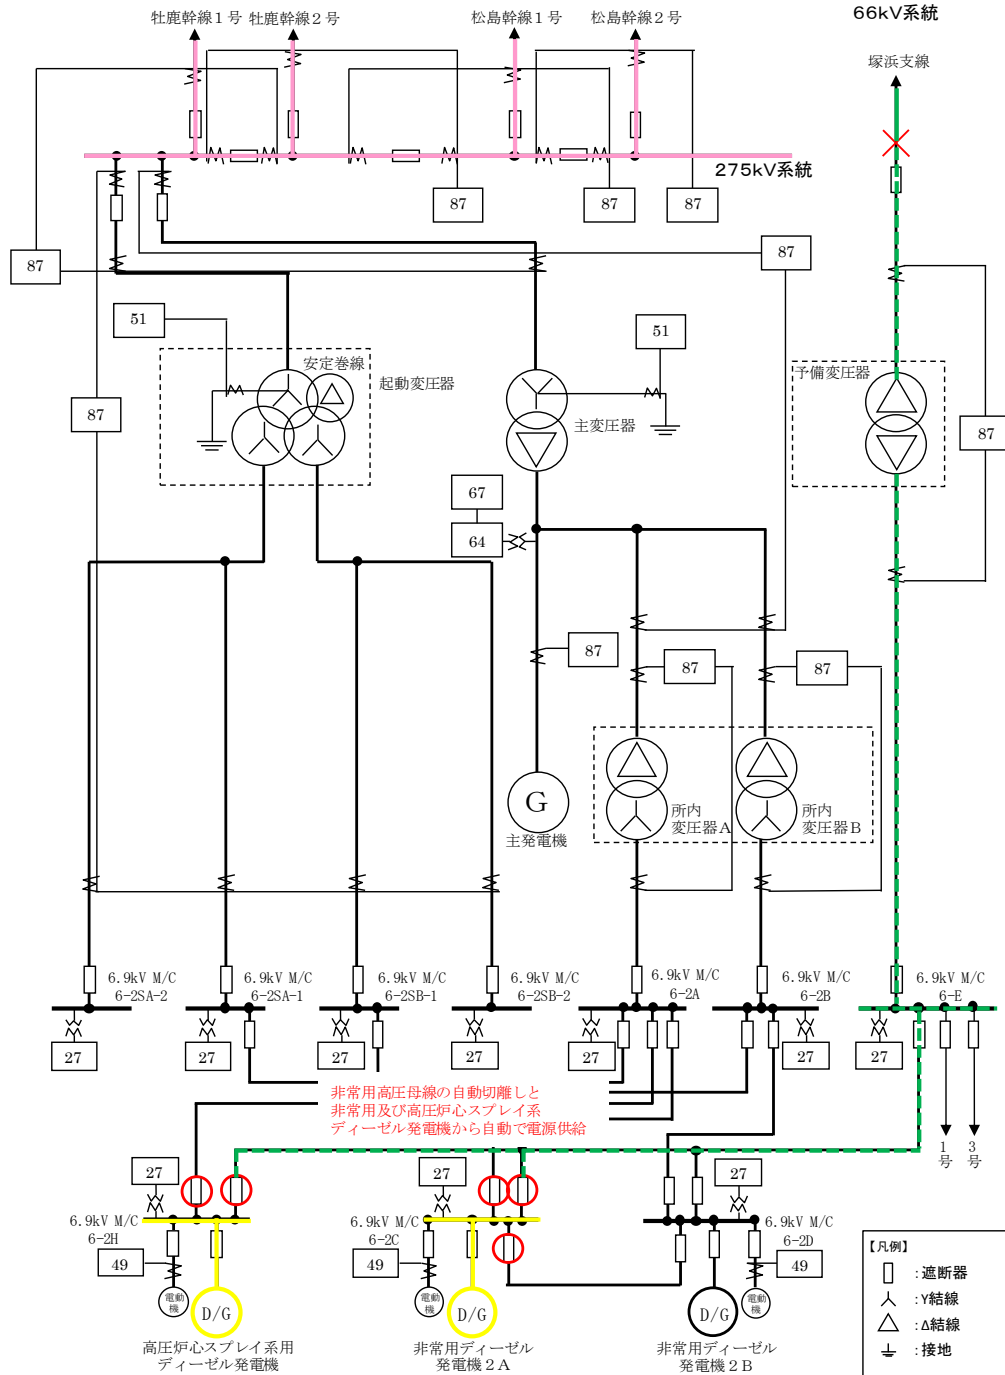 66kV系統
牡鹿幹線１号
牡鹿幹線２号
松島幹線１号
松島幹線２号
塚浜支線
275kV系統
87
87
87
87
87
51
51
安定巻線
起動変圧器
予備変圧器
87
主変圧器
87
67
64
87
87
87
G
主発電機
所内
変圧器Ａ
所内
変圧器Ｂ
6.9kV M/C
6-2SA-2
6.9kV M/C
6-2SA-1
6.9kV M/C
6-2SB-1
6.9kV M/C
6-2SB-2
6.9kV M/C
6-2A
6.9kV M/C
6-2B
6.9kV M/C
6-E
27
27
27
27
27
27
27
非常用高圧母線の自動切離しと
非常用及び高圧炉心スプレイ系
ディーゼル発電機から自動で電源供給
1
号
3
号
27
27
27
6.9kV M/C
6-2H
6.9kV M/C
6-2C
6.9kV M/C
6-2D
49
49
49
電動
機
D/G
電動
機
D/G
D/G
電動
機
高圧炉心スプレイ系用
ディーゼル発電機
非常用ディーゼル
発電機２Ａ
非常用ディーゼル
発電機２Ｂ
【凡例】
：遮断器
：Y結線
：Δ結線
：接地